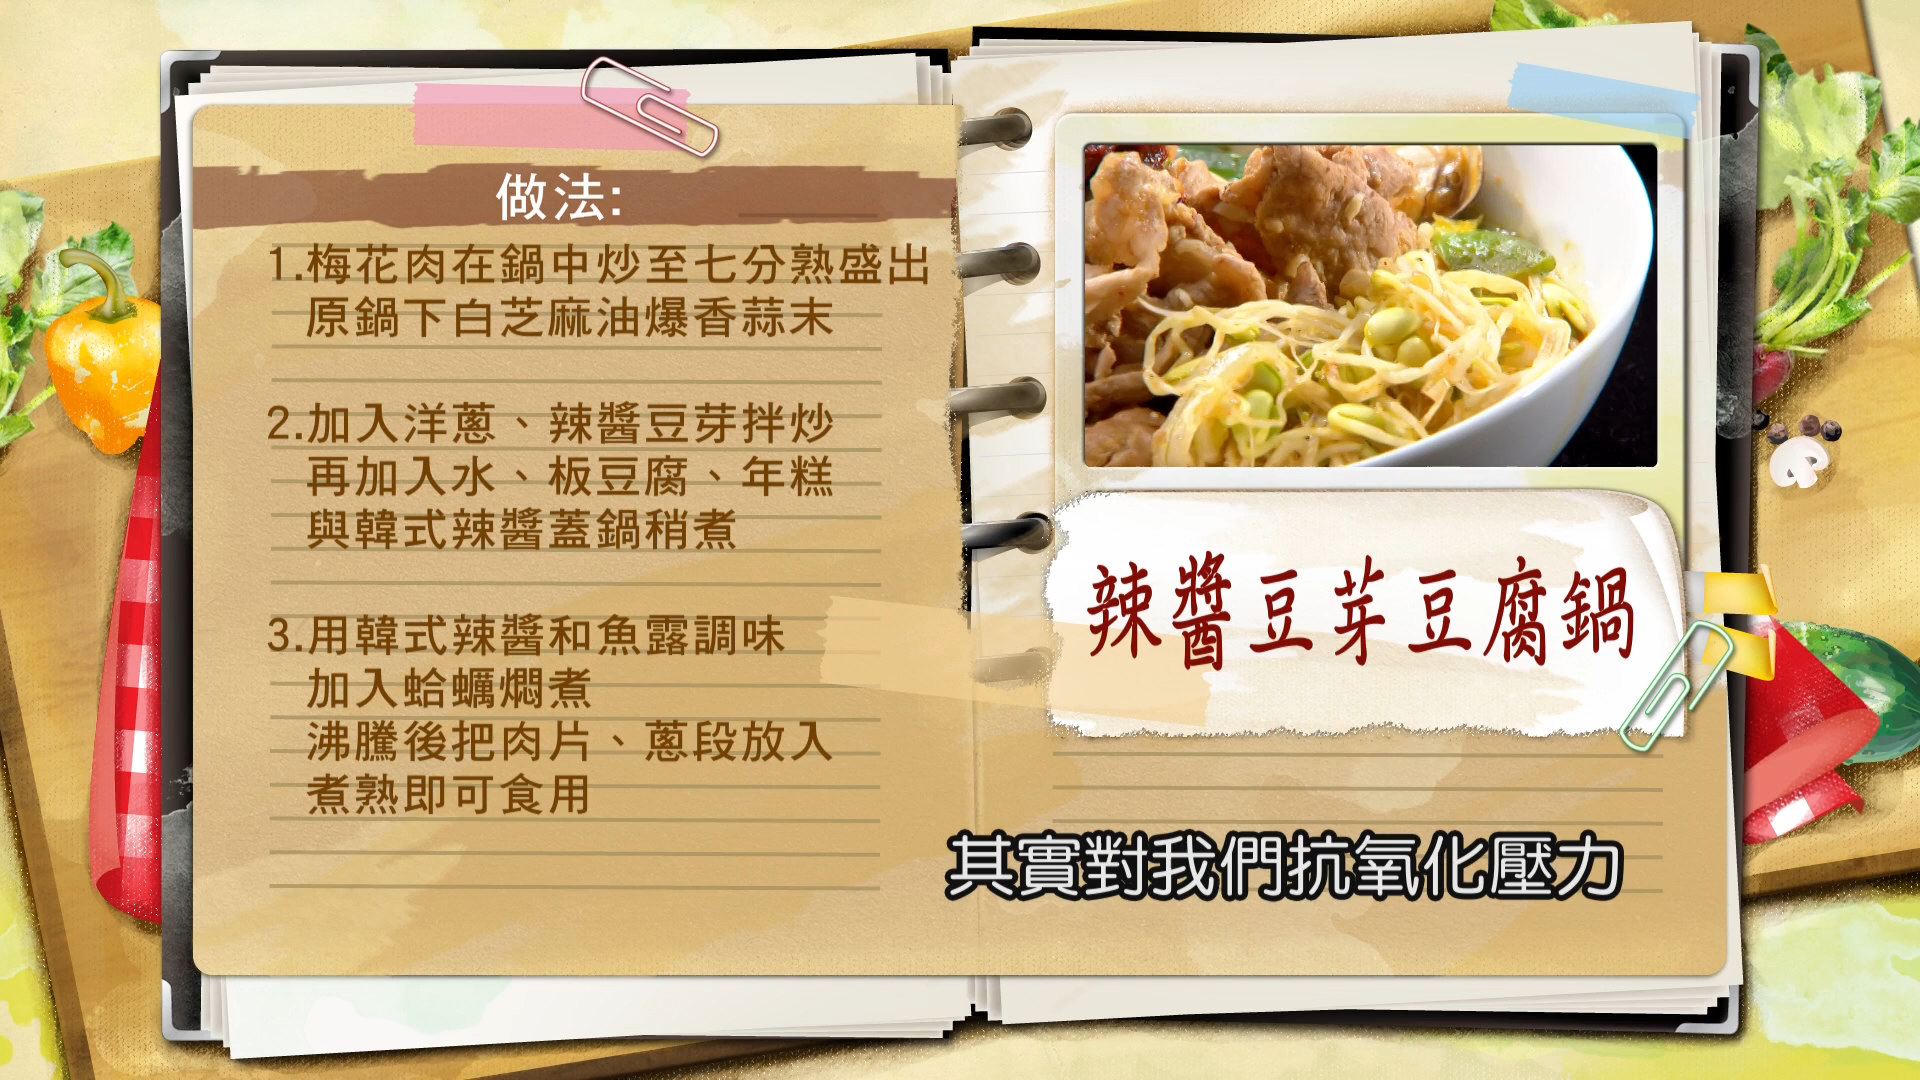 做法:
1.梅花肉在鍋中炒至七分熟盛出
原鍋下白芝麻油爆香蒜末
2.加入洋蔥、辣醬豆芽拌炒
再加入水、板豆腐、年糕
與韓式辣醬蓋鍋稍煮
3.用韓式辣醬和魚露調味
加入蛤蠣燜煮
沸騰後把肉片、蔥段放入
煮熟即可食用
辣醬豆芽豆腐鍋
其實對我們抗氧化壓力